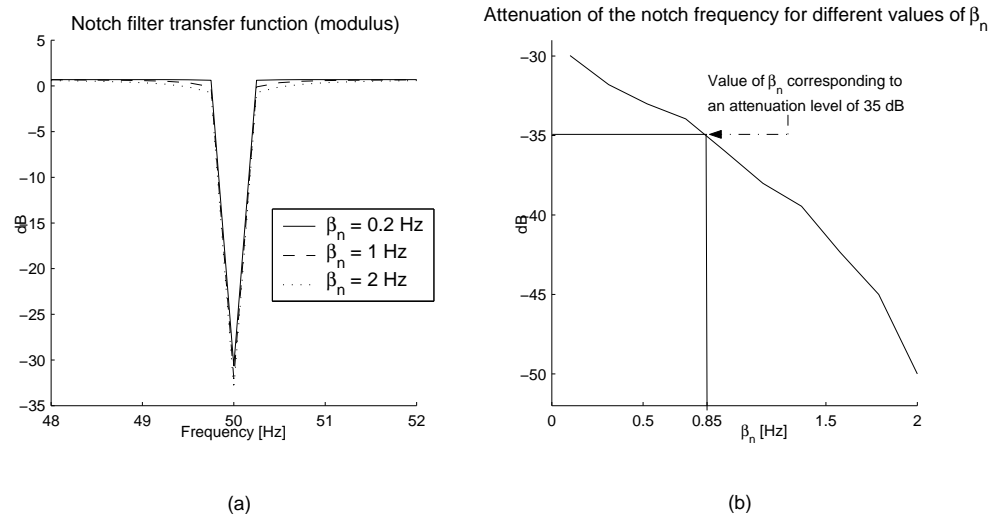 Notch filter transfer function (modulus)
5
0
−5
−10
−15
−20
−25
−30
−35
dB
48
49
50
51
52
Frequency [Hz]
β_n = 0.2 Hz
β_n = 1 Hz
β_n = 2 Hz
(a)
Attenuation of the notch frequency for different values of β_n
−30
−35
−40
−45
−50
dB
Value of β_n corresponding to
an attenuation level of 35 dB
0
0.5
0.85
1.5
2
β_n [Hz]
(b)